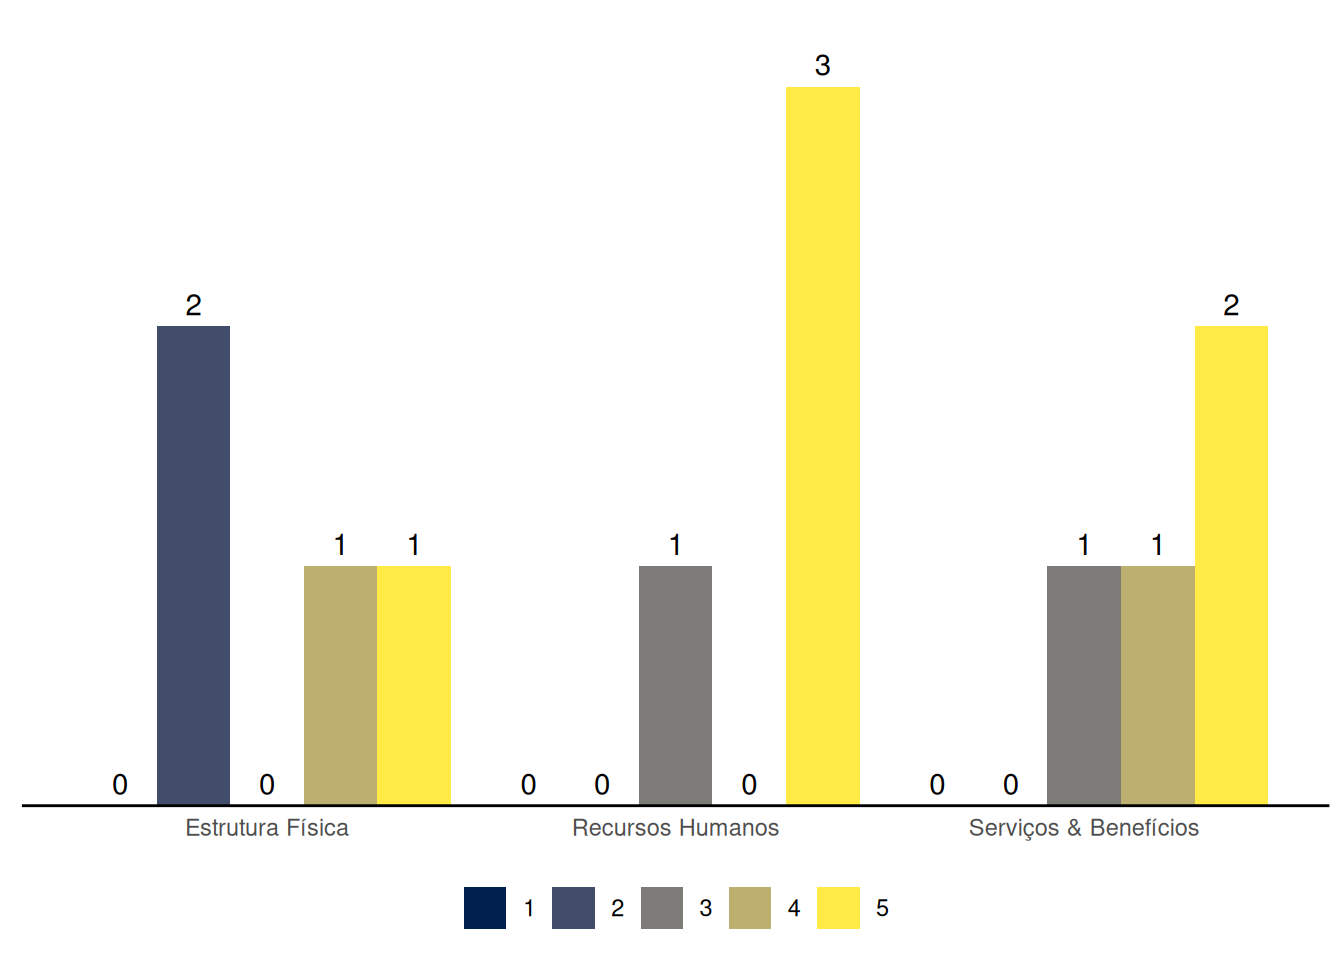 3
2 2
1 1 1 1 1
0 0 0 0 0 0 0
Estrutura Física Recursos Humanos Serviços & Benefícios
1 2 3 4 5